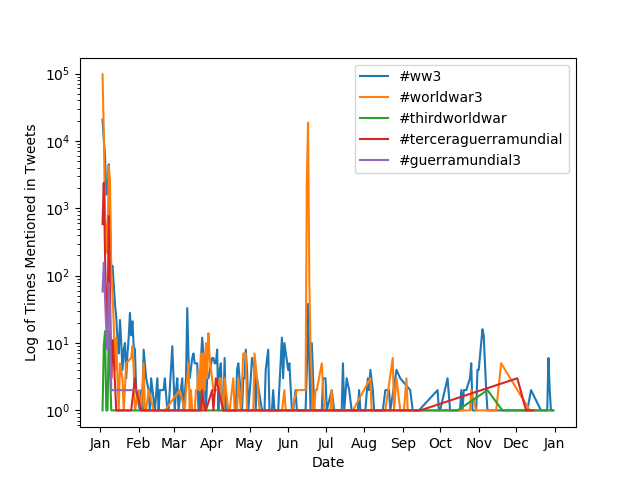 #ww3
#worldwar3
#thirdworldwar
#terceraguerramundial
#guerramundial3
Log of Times Mentioned in Tweets
10^5
10^4
10^3
10^2
10^1
10^0
Jan Feb Mar Apr May Jun Jul Aug Sep Oct Nov Dec Jan
Date